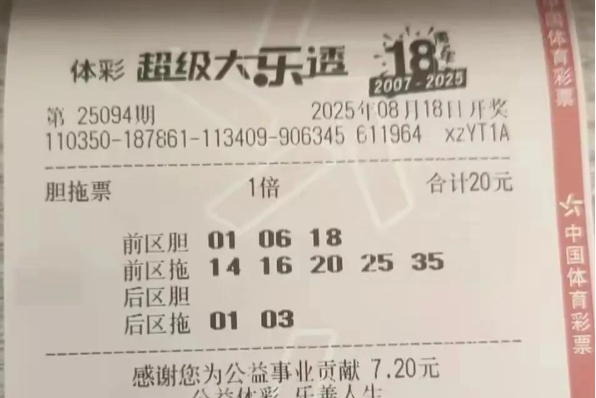 体彩 超级大乐透 18周年
2007-2025
第 25094期 2025年08月18日开奖
110350-187861-113409-906345 611964 xzYT1A
胆拖票 1倍 合计20元
前区胆 01 06 18
前区拖 14 16 20 25 35
后区胆
后区拖 01 03
感谢您为公益事业贡献 7.20元
公益体彩 乐善人生
中国体育彩票
中国体育彩票